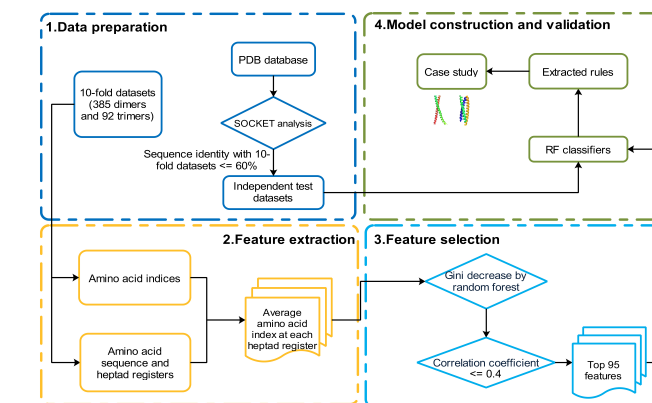 1.Data preparation
PDB database
10-fold datasets
(385 dimers
and 92 trimers)
SOCKET analysis
Sequence identity with 10-
fold datasets <= 60%
Independent test
datasets
4.Model construction and validation
Case study
Extracted rules
RF classifiers
2.Feature extraction
Amino acid indices
Amino acid
sequence and
heptad registers
Average
amino acid
index at each
heptad register
3.Feature selection
Gini decrease by
random forest
Correlation coefficient
<= 0.4
Top 95
features